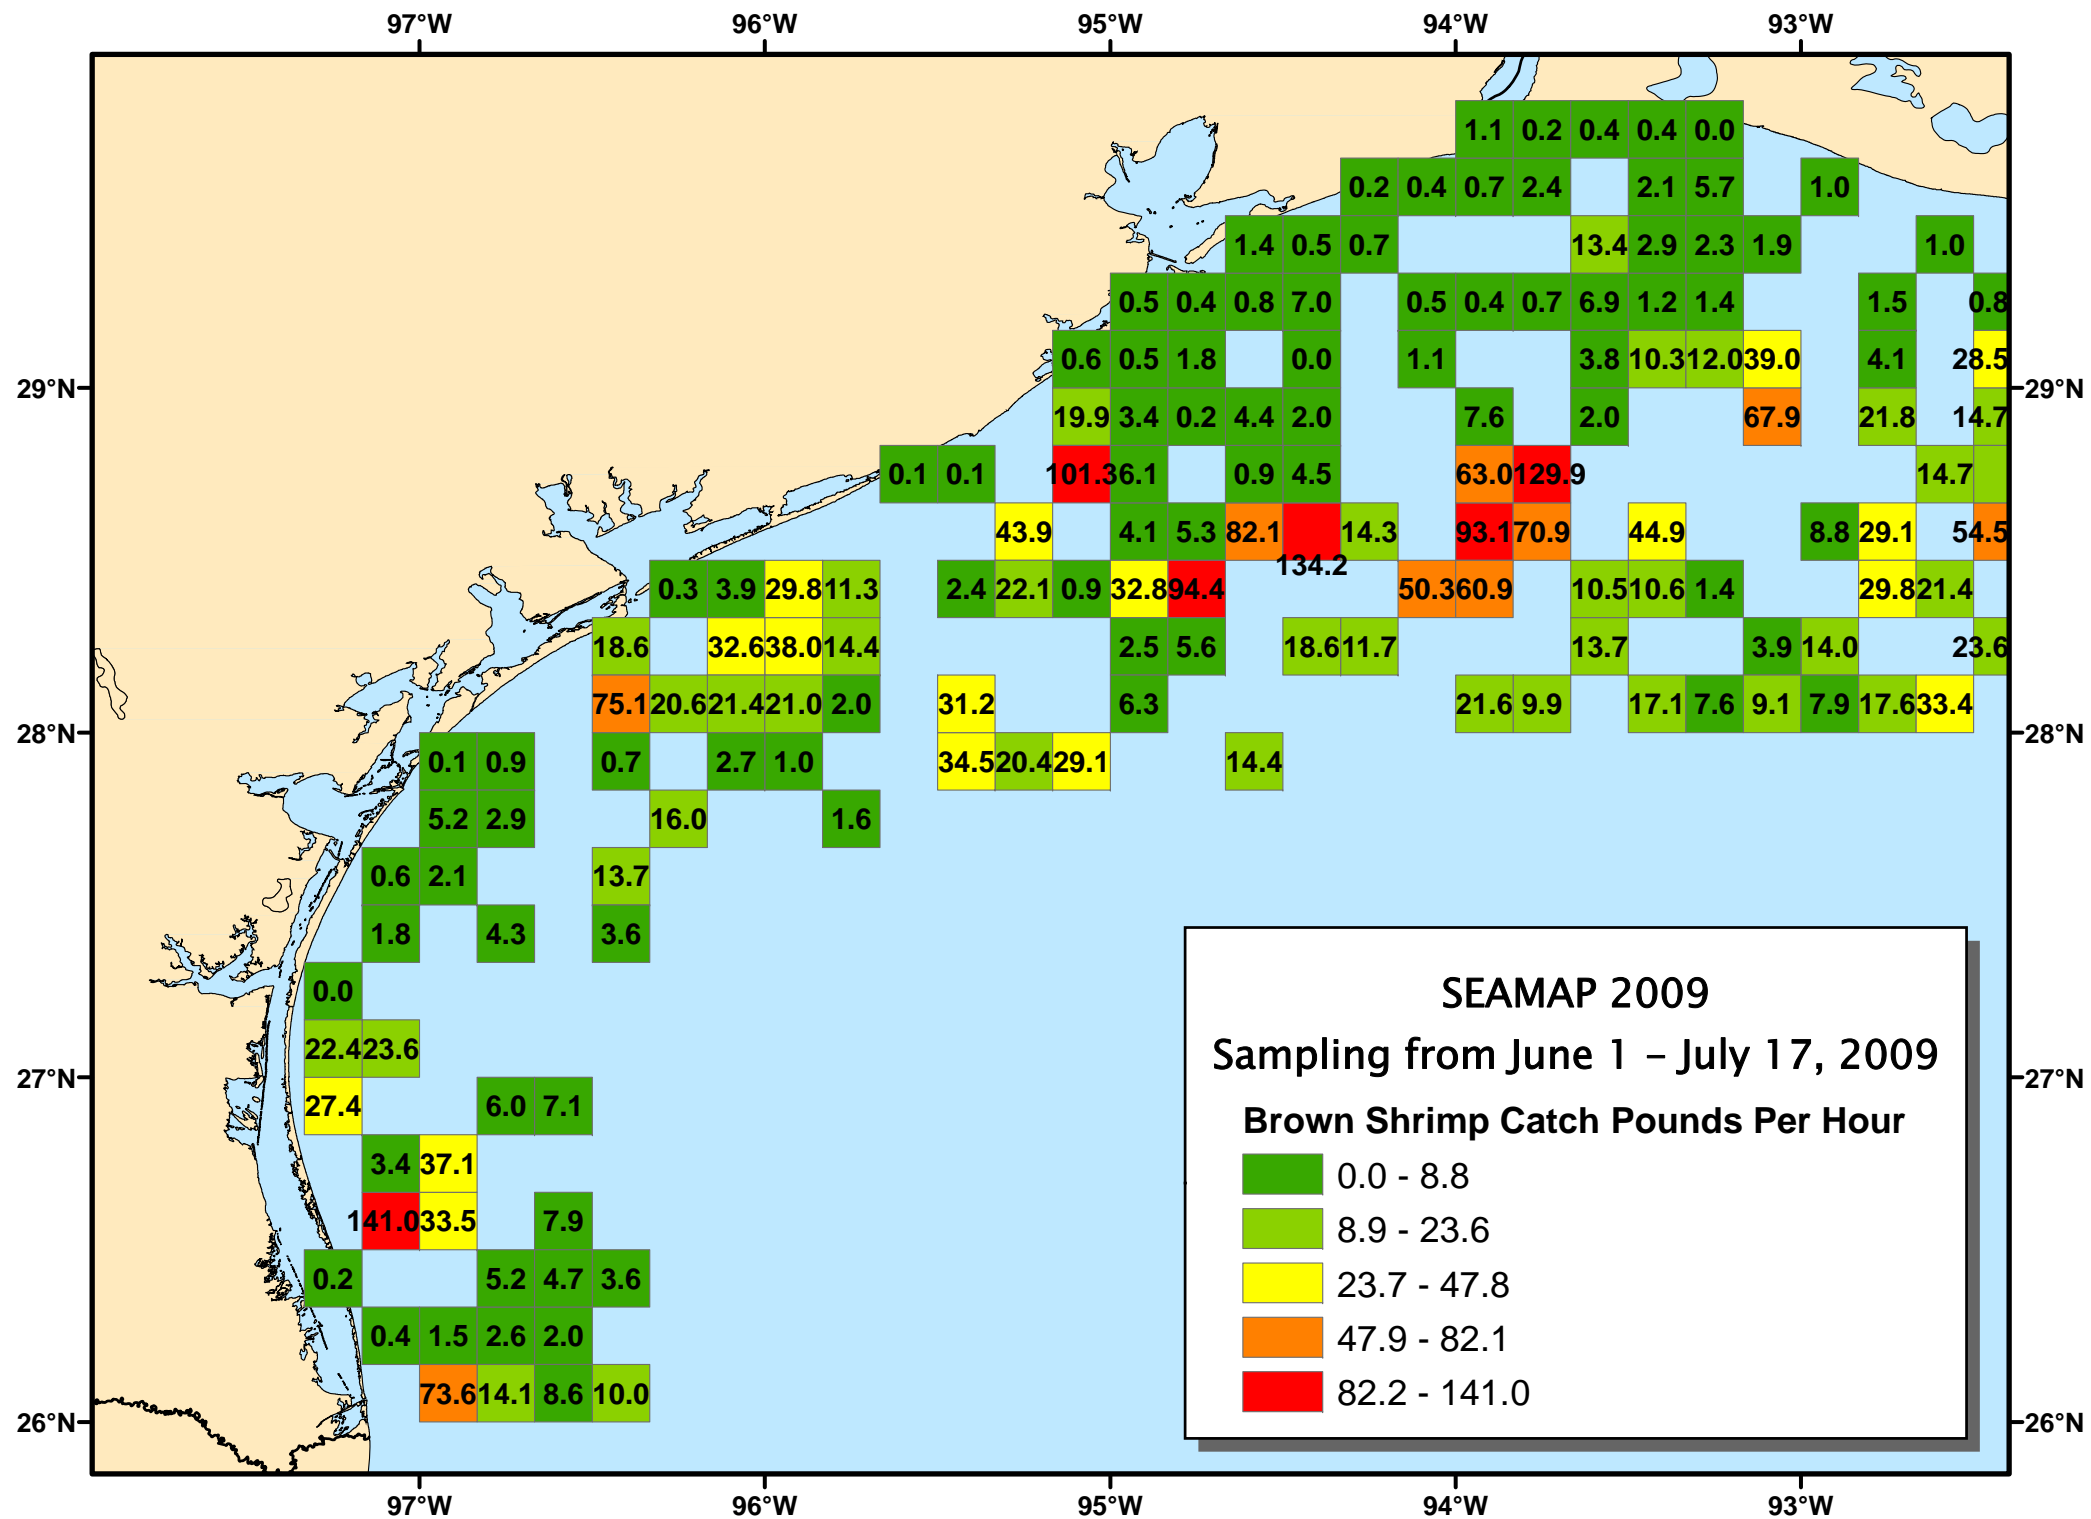 97°W 96°W 95°W 94°W 93°W
1.1 0.2 0.4 0.4 0.0
0.2 0.4 0.7 2.4 2.1 5.7 1.0
1.4 0.5 0.7 13.4 2.9 2.3 1.9 1.0
0.5 0.4 0.8 7.0 0.5 0.4 0.7 6.9 1.2 1.4 1.5 0.8
0.6 0.5 1.8 0.0 1.1 3.8 10.3 12.0 39.0 4.1 28.5
29°N 29°N
19.9 3.4 0.2 4.4 2.0 7.6 2.0 67.9 21.8 14.7
0.1 0.1 101.3 6.1 0.9 4.5 63.0 129.9 14.7
43.9 4.1 5.3 82.1 14.3 93.1 70.9 44.9 8.8 29.1 54.5
134.2
0.3 3.9 29.8 11.3 2.4 22.1 0.9 32.8 94.4 50.3 60.9 10.5 10.6 1.4 29.8 21.4
18.6 32.6 38.0 14.4 2.5 5.6 18.6 11.7 13.7 3.9 14.0 23.6
75.1 20.6 21.4 21.0 2.0 31.2 6.3 21.6 9.9 17.1 7.6 9.1 7.9 17.6 33.4
28°N 28°N
0.1 0.9 0.7 2.7 1.0 34.5 20.4 29.1 14.4
5.2 2.9 16.0 1.6
0.6 2.1 13.7
1.8 4.3 3.6
0.0
22.4 23.6
27°N 27°N
27.4 6.0 7.1
3.4 37.1
141.0 33.5 7.9
0.2 5.2 4.7 3.6
0.4 1.5 2.6 2.0
73.6 14.1 8.6 10.0
26°N 26°N
SEAMAP 2009
Sampling from June 1 - July 17, 2009
Brown Shrimp Catch Pounds Per Hour
0.0 - 8.8
8.9 - 23.6
23.7 - 47.8
47.9 - 82.1
82.2 - 141.0
97°W 96°W 95°W 94°W 93°W